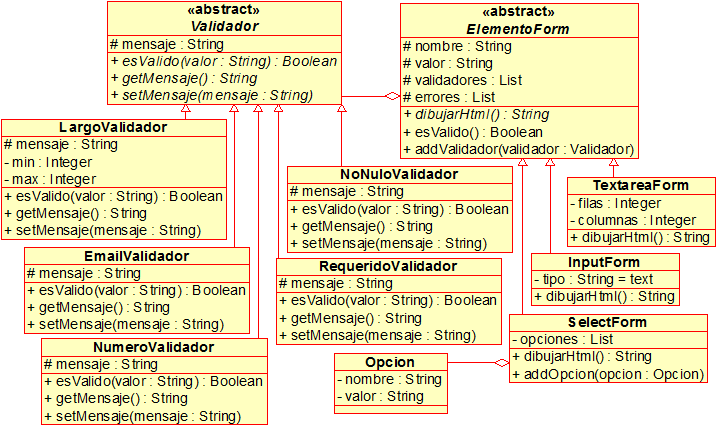 «abstract»
Validador
# mensaje : String
+ esValido(valor : String) : Boolean
+ getMensaje() : String
+ setMensaje(mensaje : String)
«abstract»
ElementoForm
# nombre : String
# valor : String
# validadores : List
# errores : List
+ dibujarHtml() : String
+ esValido() : Boolean
+ addValidador(validador : Validador)
LargoValidador
# mensaje : String
- min : Integer
- max : Integer
+ esValido(valor : String) : Boolean
+ getMensaje() : String
+ setMensaje(mensaje : String)
NoNuloValidador
# mensaje : String
+ esValido(valor : String) : Boolean
+ getMensaje() : String
+ setMensaje(mensaje : String)
TextareaForm
- filas : Integer
- columnas : Integer
+ dibujarHtml() : String
EmailValidador
# mensaje : String
+ esValido(valor : String) : Boolean
+ getMensaje() : String
+ setMensaje(mensaje : String)
RequeridoValidador
# mensaje : String
+ esValido(valor : String) : Boolean
+ getMensaje() : String
+ setMensaje(mensaje : String)
InputForm
- tipo : String = text
+ dibujarHtml() : String
NumeroValidador
# mensaje : String
+ esValido(valor : String) : Boolean
+ getMensaje() : String
+ setMensaje(mensaje : String)
Opcion
- nombre : String
- valor : String
SelectForm
- opciones : List
+ dibujarHtml() : String
+ addOpcion(opcion : Opcion)